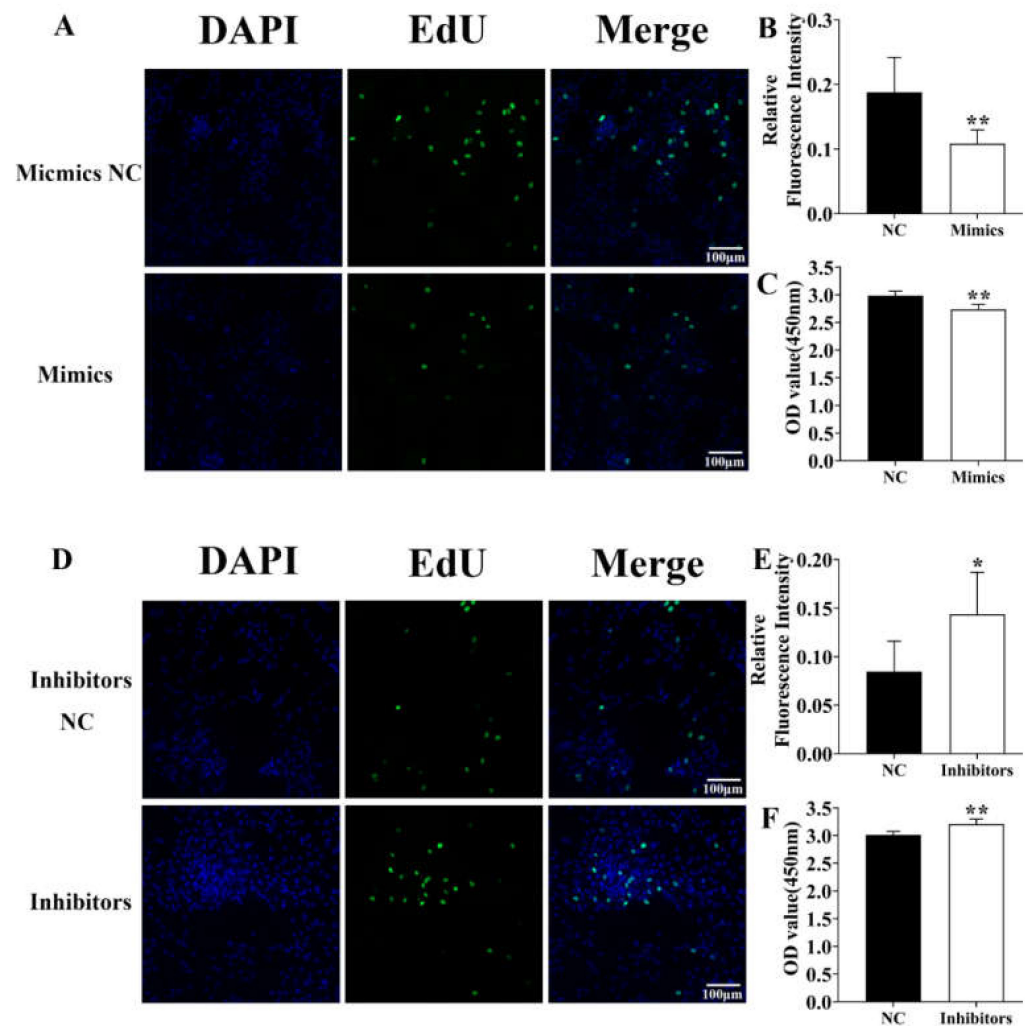 A
DAPI
EdU
Merge
Micmics NC
100µm
Mimics
100µm
B
Relative
Fluorescence Intensity
0.3
0.2
0.1
0.0
**
NC
Mimics
C
OD value(450nm)
3.5
3.0
2.5
2.0
1.5
1.5
0.5
0.0
**
NC
Mimics
D
DAPI
EdU
Merge
Inhibitors
NC
100µm
Inhibitors
100µm
E
Relative
Fluorescence Intensity
0.20
0.15
0.10
0.05
0.00
*
NC
Inhibitors
F
OD value(450nm)
3.5
3.0
2.5
2.0
1.5
1.0
0.5
0.0
**
NC
Inhibitors